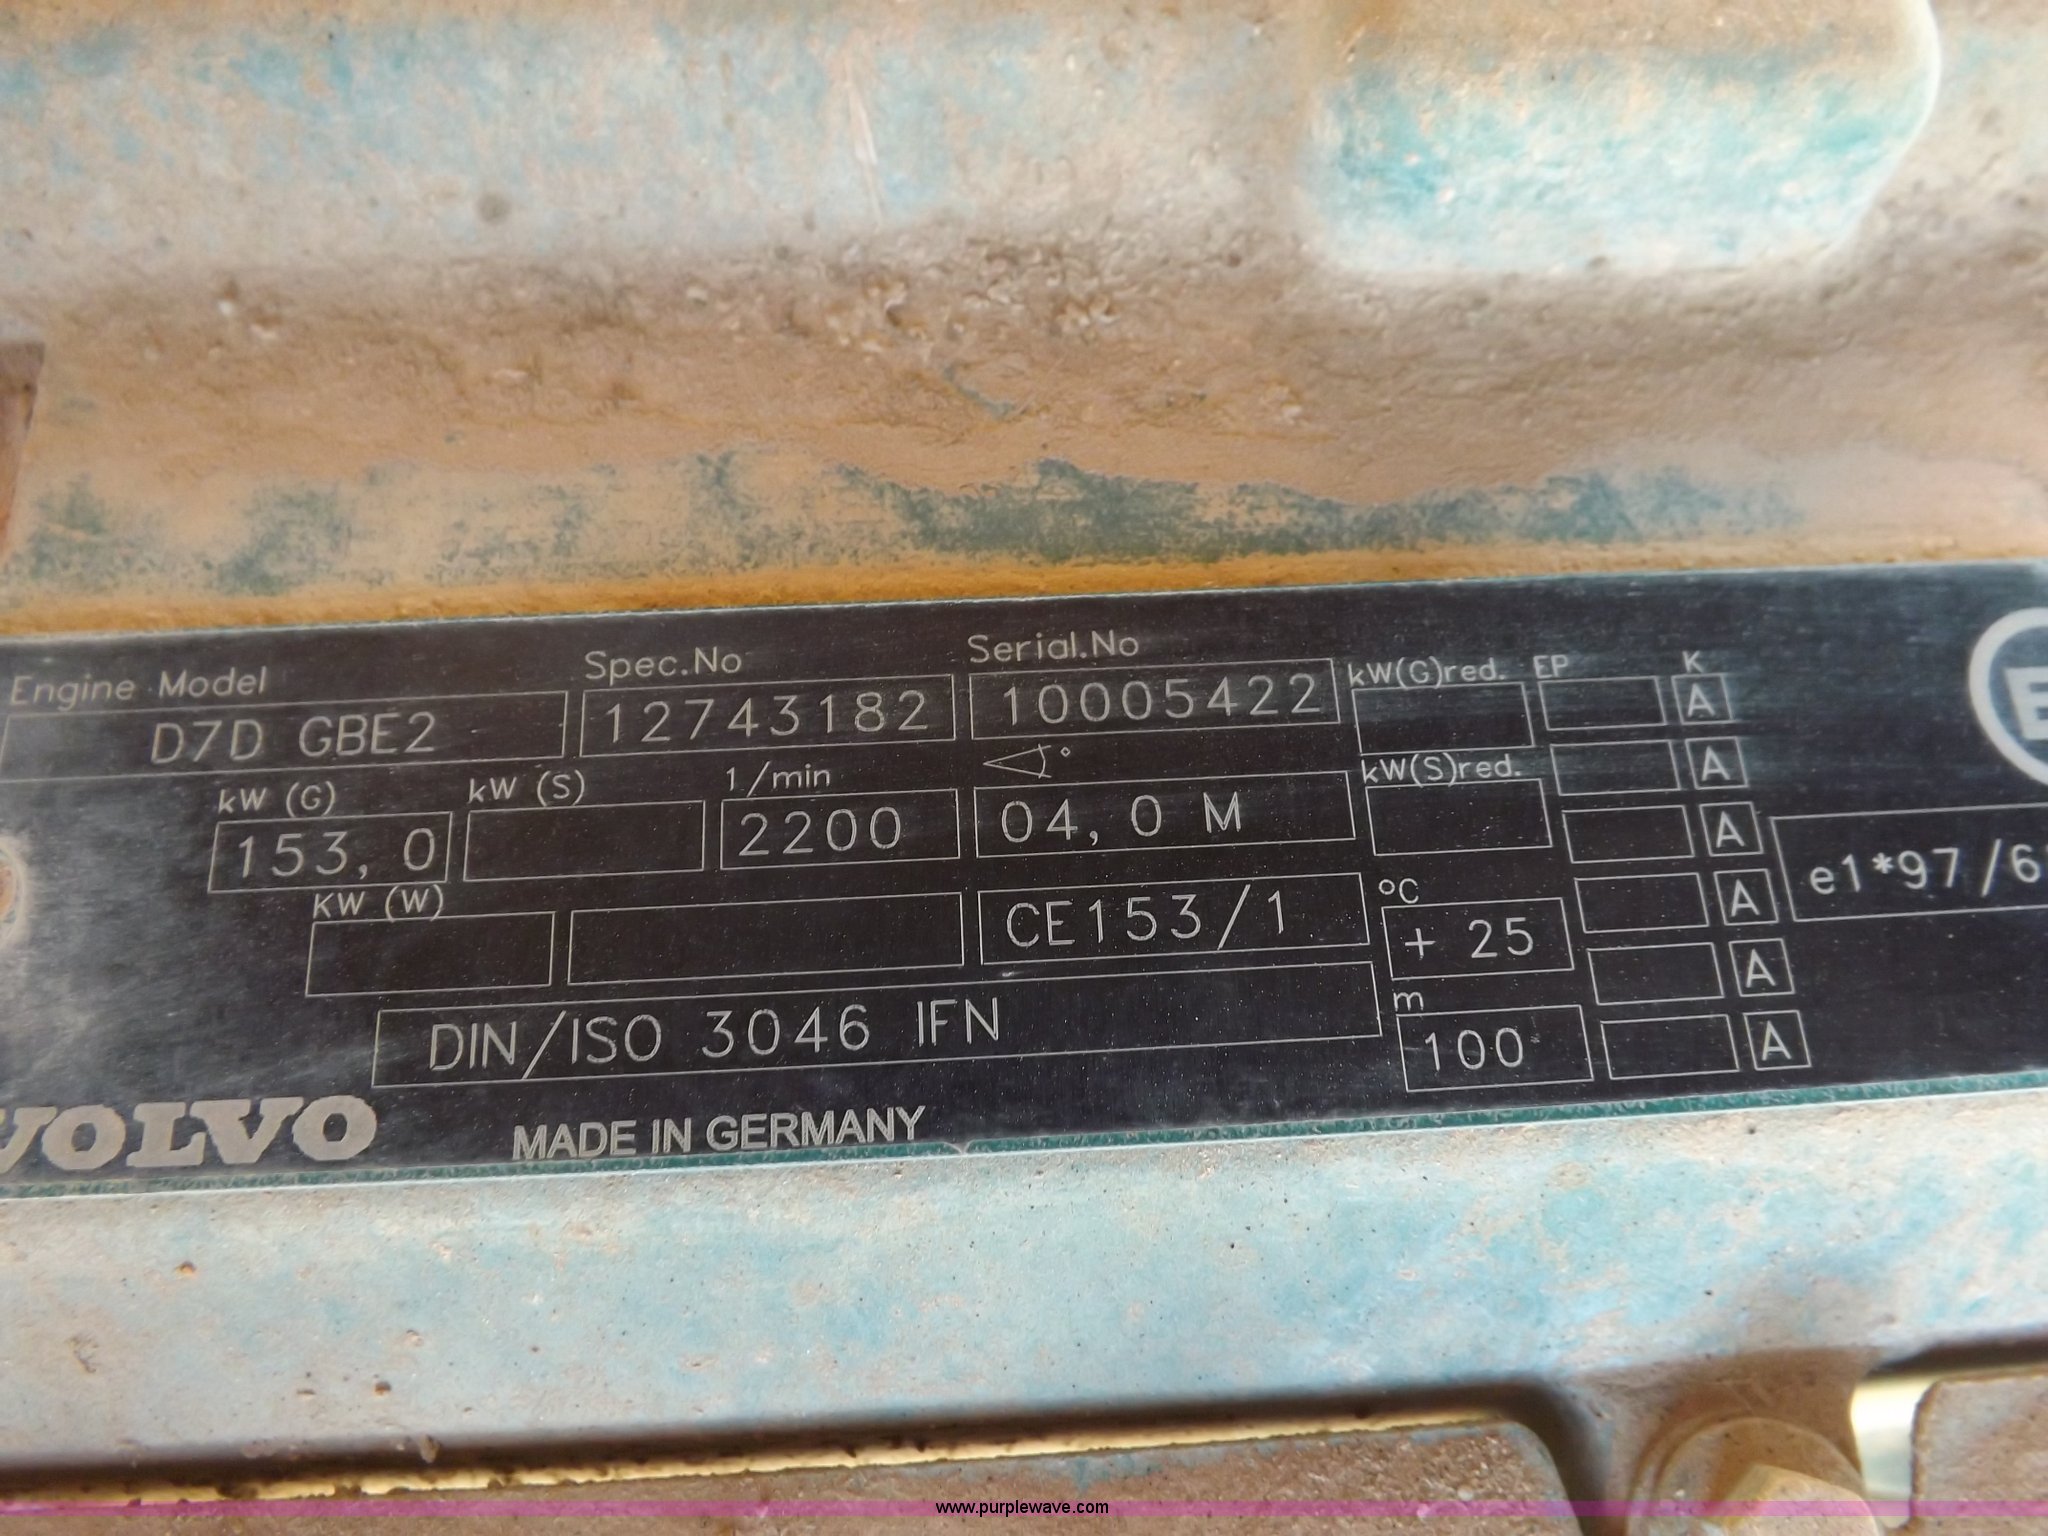 Engine Model Spec.No Serial.No kW(G)red. EP K
D7D GBE2 12743182 10005422 A
kW (G) kW (S) 1/min ° kW(S)red. A
153,0 2200 04,0 M A
KW (W) CE153/1 °C A
+ 25 e1*97/6
DIN/ISO 3046 IFN m A
100 A
VOLVO MADE IN GERMANY
www.purplewave.com